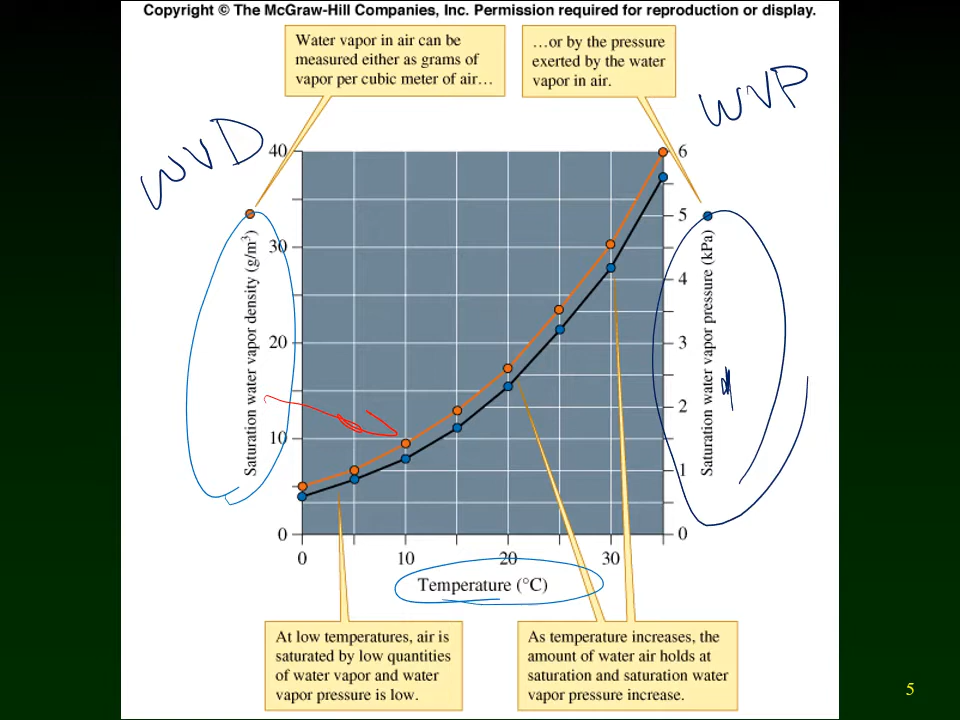 Copyright © The McGraw-Hill Companies, Inc. Permission required for reproduction or display.
Water vapor in air can be
measured either as grams of
vapor per cubic meter of air…
…or by the pressure
exerted by the water
vapor in air.
WVD
WVP
40
30
20
10
0
Saturation water vapor density (g/m³)
6
5
4
3
2
1
0
Saturation water vapor pressure (kPa)
0
10
20
30
Temperature (°C)
At low temperatures, air is
saturated by low quantities
of water vapor and water
vapor pressure is low.
As temperature increases, the
amount of water air holds at
saturation and saturation water
vapor pressure increase.
5